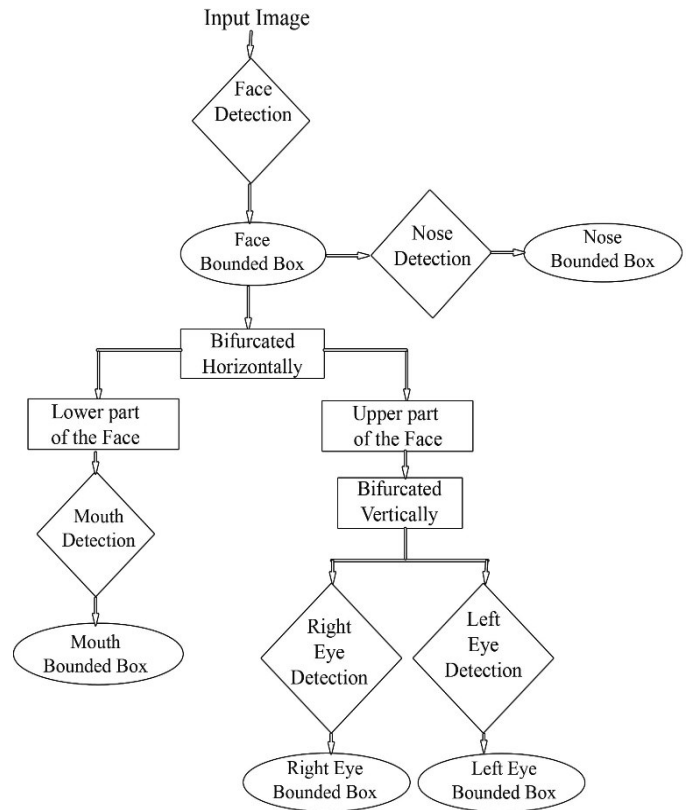 Input Image
Face
Detection
Face
Bounded Box
Nose
Detection
Nose
Bounded Box
Bifurcated
Horizontally
Lower part
of the Face
Upper part
of the Face
Bifurcated
Vertically
Mouth
Detection
Mouth
Bounded Box
Right
Eye
Detection
Left
Eye
Detection
Right Eye
Bounded Box
Left Eye
Bounded Box